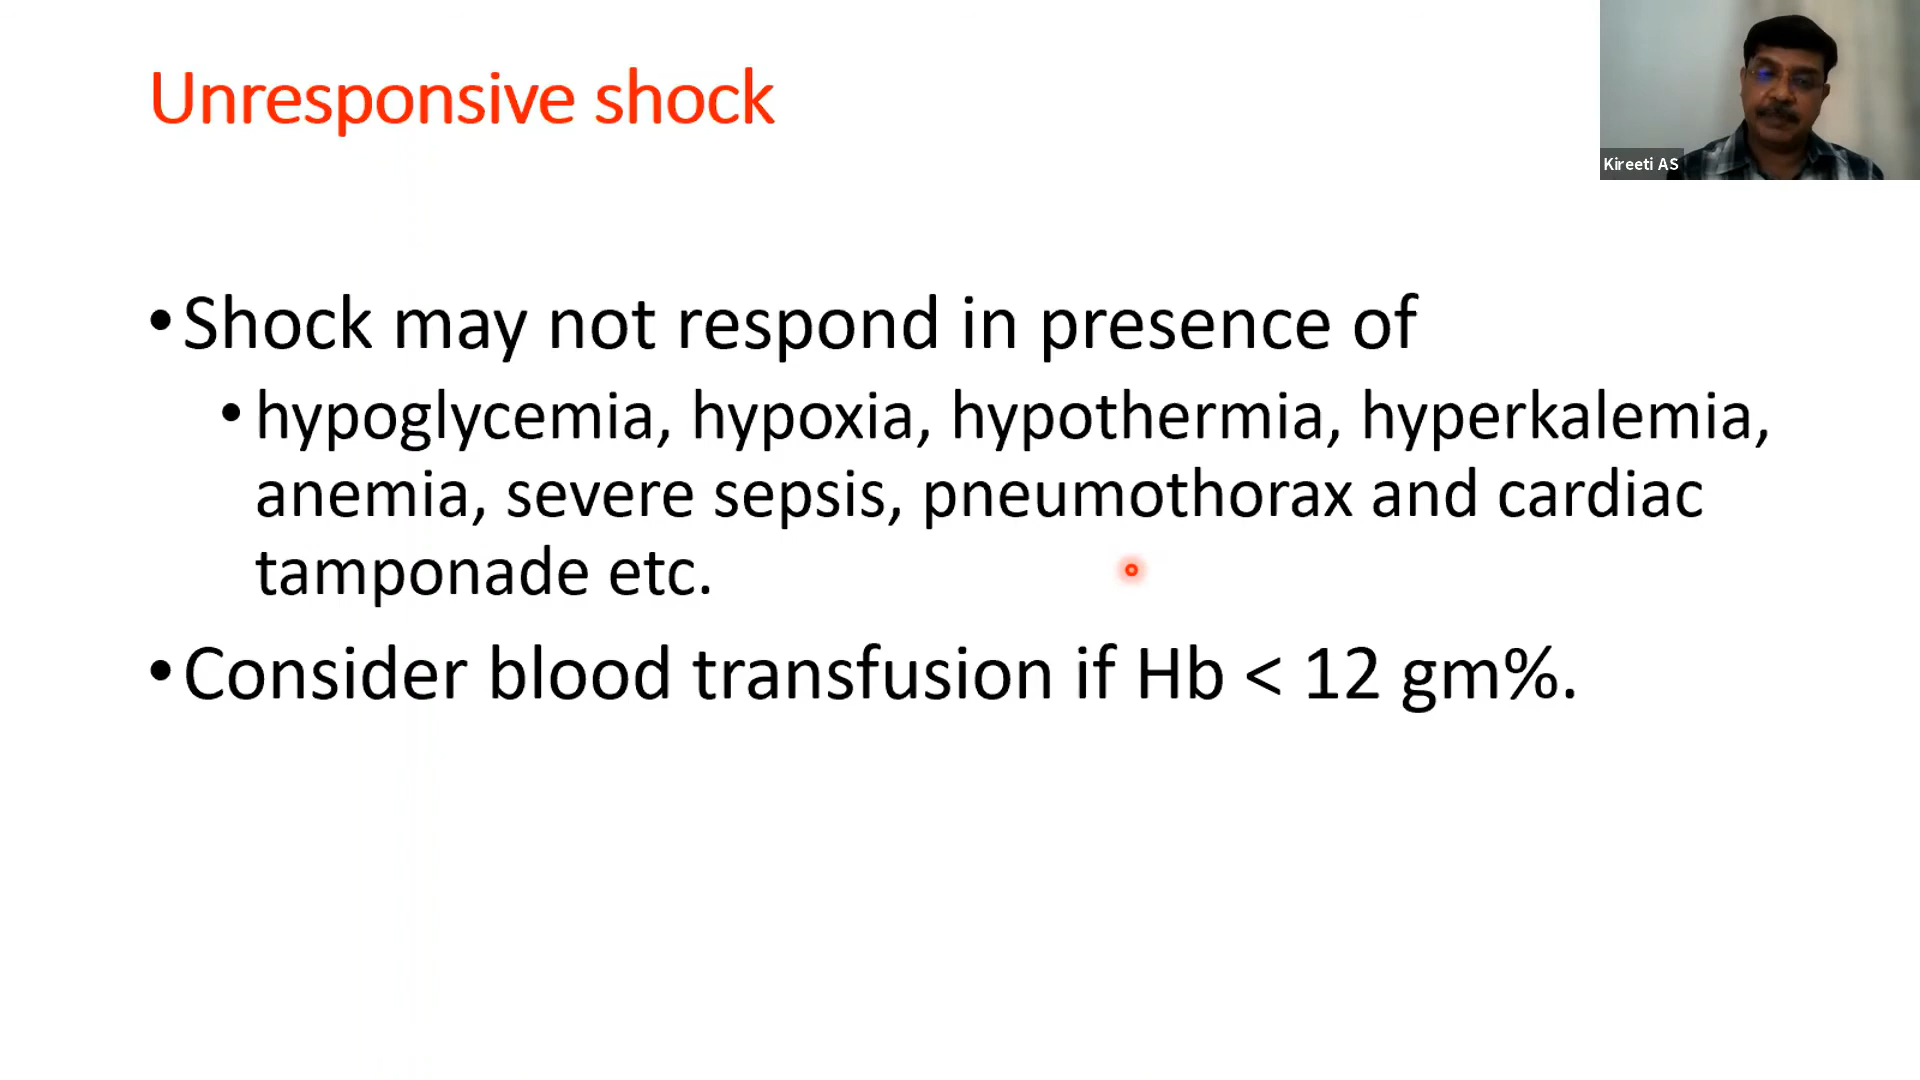 Unresponsive shock
Kireeti AS
•Shock may not respond in presence of
•hypoglycemia, hypoxia, hypothermia, hyperkalemia,
anemia, severe sepsis, pneumothorax and cardiac
tamponade etc.
•Consider blood transfusion if Hb < 12 gm%.